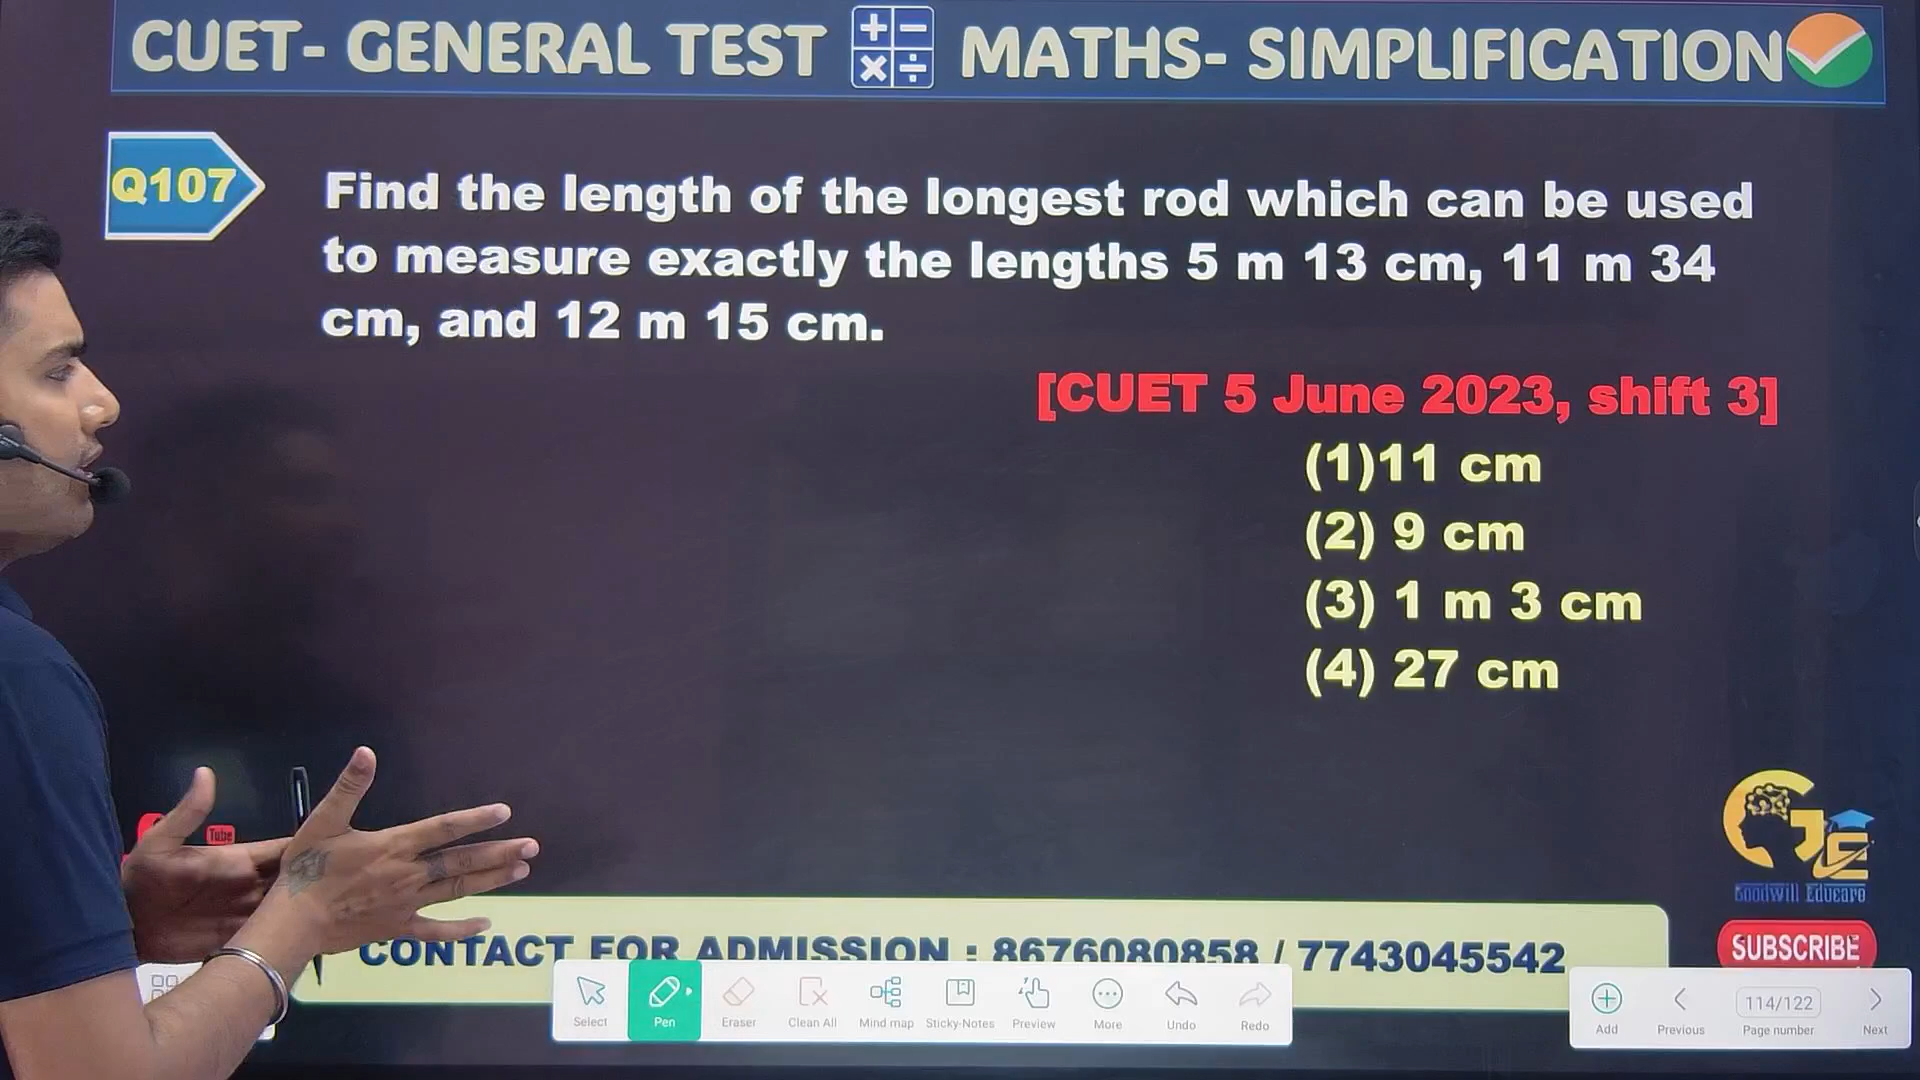 CUET- GENERAL TEST MATHS- SIMPLIFICATION
Q107
Find the length of the longest rod which can be used
to measure exactly the lengths 5 m 13 cm, 11 m 34
cm, and 12 m 15 cm.
[CUET 5 June 2023, shift 3]
(1)11 cm
(2) 9 cm
(3) 1 m 3 cm
(4) 27 cm
Tube
Goodwill Educare
SUBSCRIBE
CONTACT FOR ADMISSION : 8676080858 / 7743045542
Select
Pen
Eraser
Clean All
Mind map
Sticky-Notes
Preview
More
Undo
Redo
Add
Previous
114/122
Page number
Next